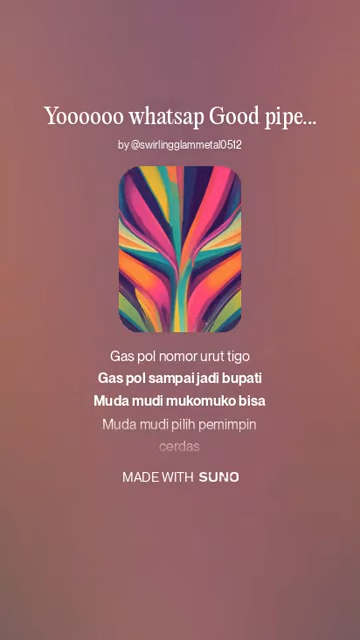 Yoooooo whatsap Good pipe...
by @swirlingglammetal0512
Gas pol nomor urut tigo
Gas pol sampai jadi bupati
Muda mudi mukomuko bisa
Muda mudi pilih pemimpin
cerdas
MADE WITH SUNO